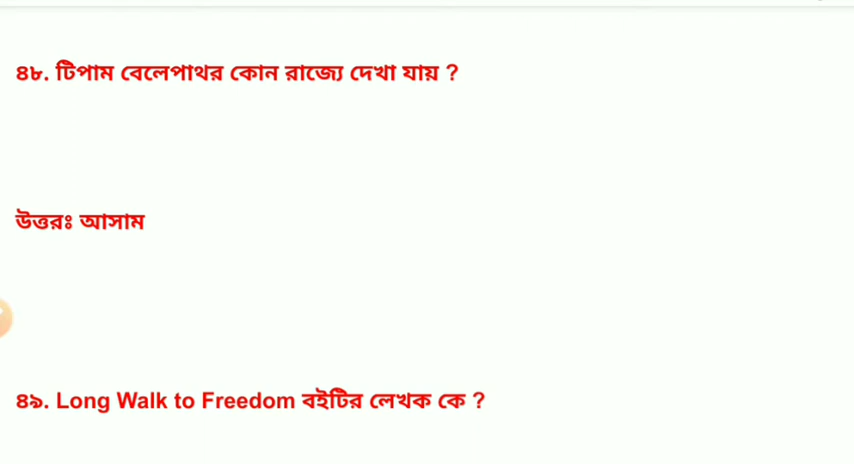 ৪৮. টিপাম বেলেপাথর কোন রাজ্যে দেখা যায় ?
উত্তরঃ আসাম
৪৯. Long Walk to Freedom বইটির লেখক কে ?